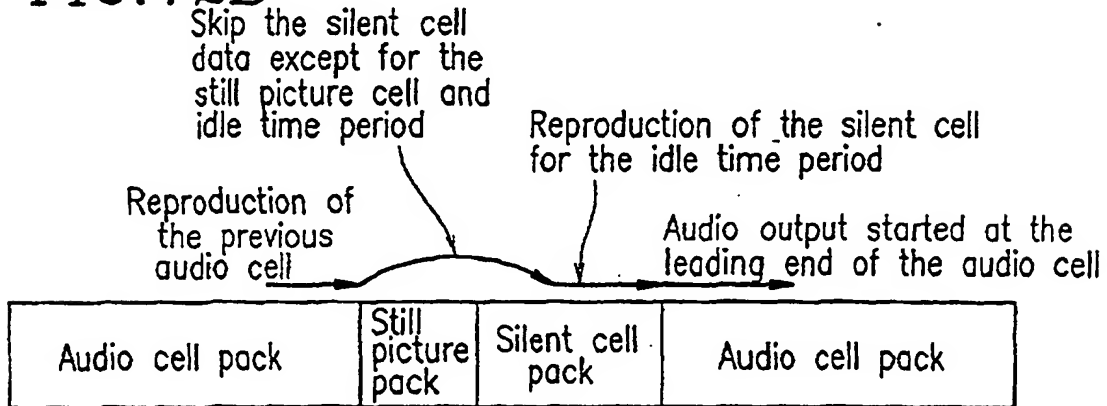 Skip the silent cell
data except for the
still picture cell and
idle time period
Reproduction of the silent cell
for the idle time period
Reproduction of
the previous
audio cell
Audio output started at the
leading end of the audio cell
Audio cell pack
Still
picture
pack
Silent cell
pack
Audio cell pack